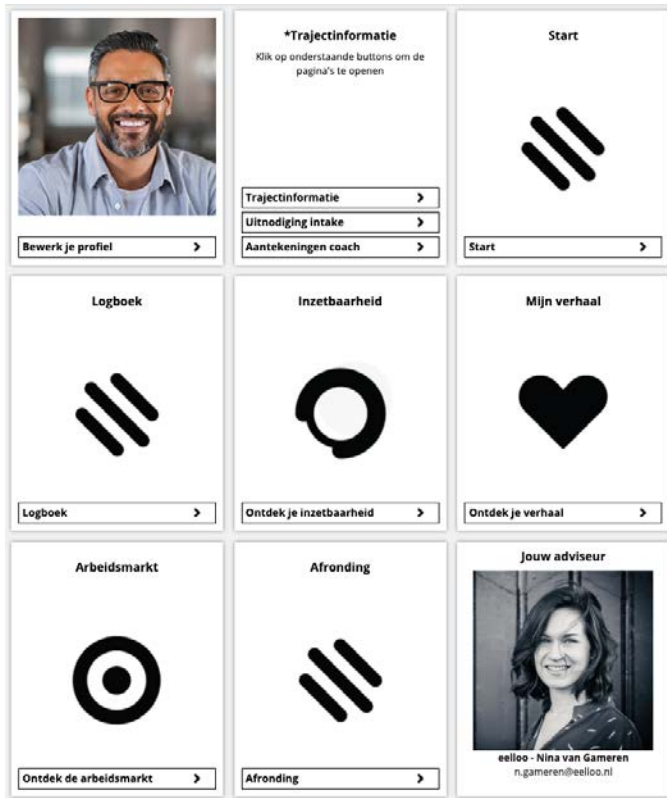 *Trajectinformatie
Klik op onderstaande buttons om de
pagina's te openen
Trajectinformatie
Uitnodiging intake
Aantekeningen coach
Bewerk je profiel
Start
Start
Logboek
Logboek
Inzetbaarheid
Ontdek je inzetbaarheid
Mijn verhaal
Ontdek je verhaal
Arbeidsmarkt
Ontdek de arbeidsmarkt
Afronding
Afronding
Jouw adviseur
eelloo - Nina van Gameren
n.gameren@eelloo.nl